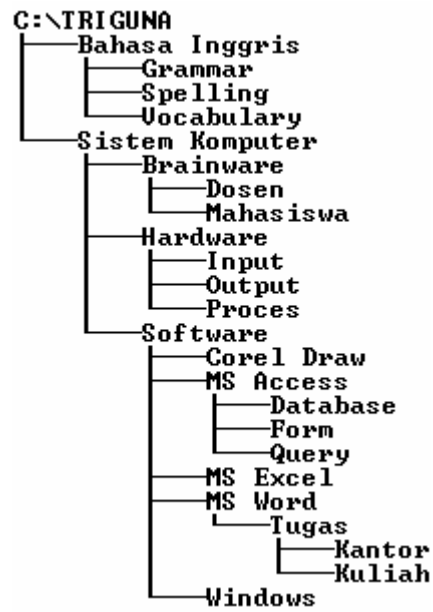 C:\TRIGUNA
Bahasa Inggris
Grammar
Spelling
Vocabulary
Sistem Komputer
Brainware
Dosen
Mahasiswa
Hardware
Input
Output
Proces
Software
Corel Draw
MS Access
Database
Form
Query
MS Excel
MS Word
Tugas
Kantor
Kuliah
Windows